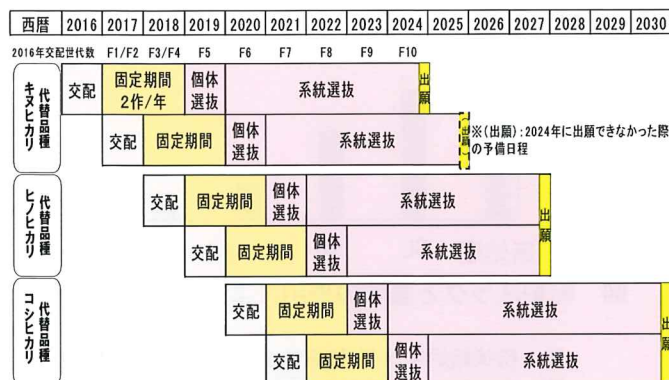 西暦 2016 2017 2018 2019 2020 2021 2022 2023 2024 2025 2026 2027 2028 2029 2030
2016年交配世代数 F1/F2 F3/F4 F5 F6 F7 F8 F9 F10
キヌヒカリ
代替品種
交配 固定期間 2作/年 個体選抜 系統選抜 出願
交配 固定期間 個体選抜 系統選抜 (出願) ※(出願):2024年に出願できなかった際
の予備日程
ヒノヒカリ
代替品種
交配 固定期間 個体選抜 系統選抜 出願
交配 固定期間 個体選抜 系統選抜
コシヒカリ
代替品種
交配 固定期間 個体選抜 系統選抜 出願
交配 固定期間 個体選抜 系統選抜